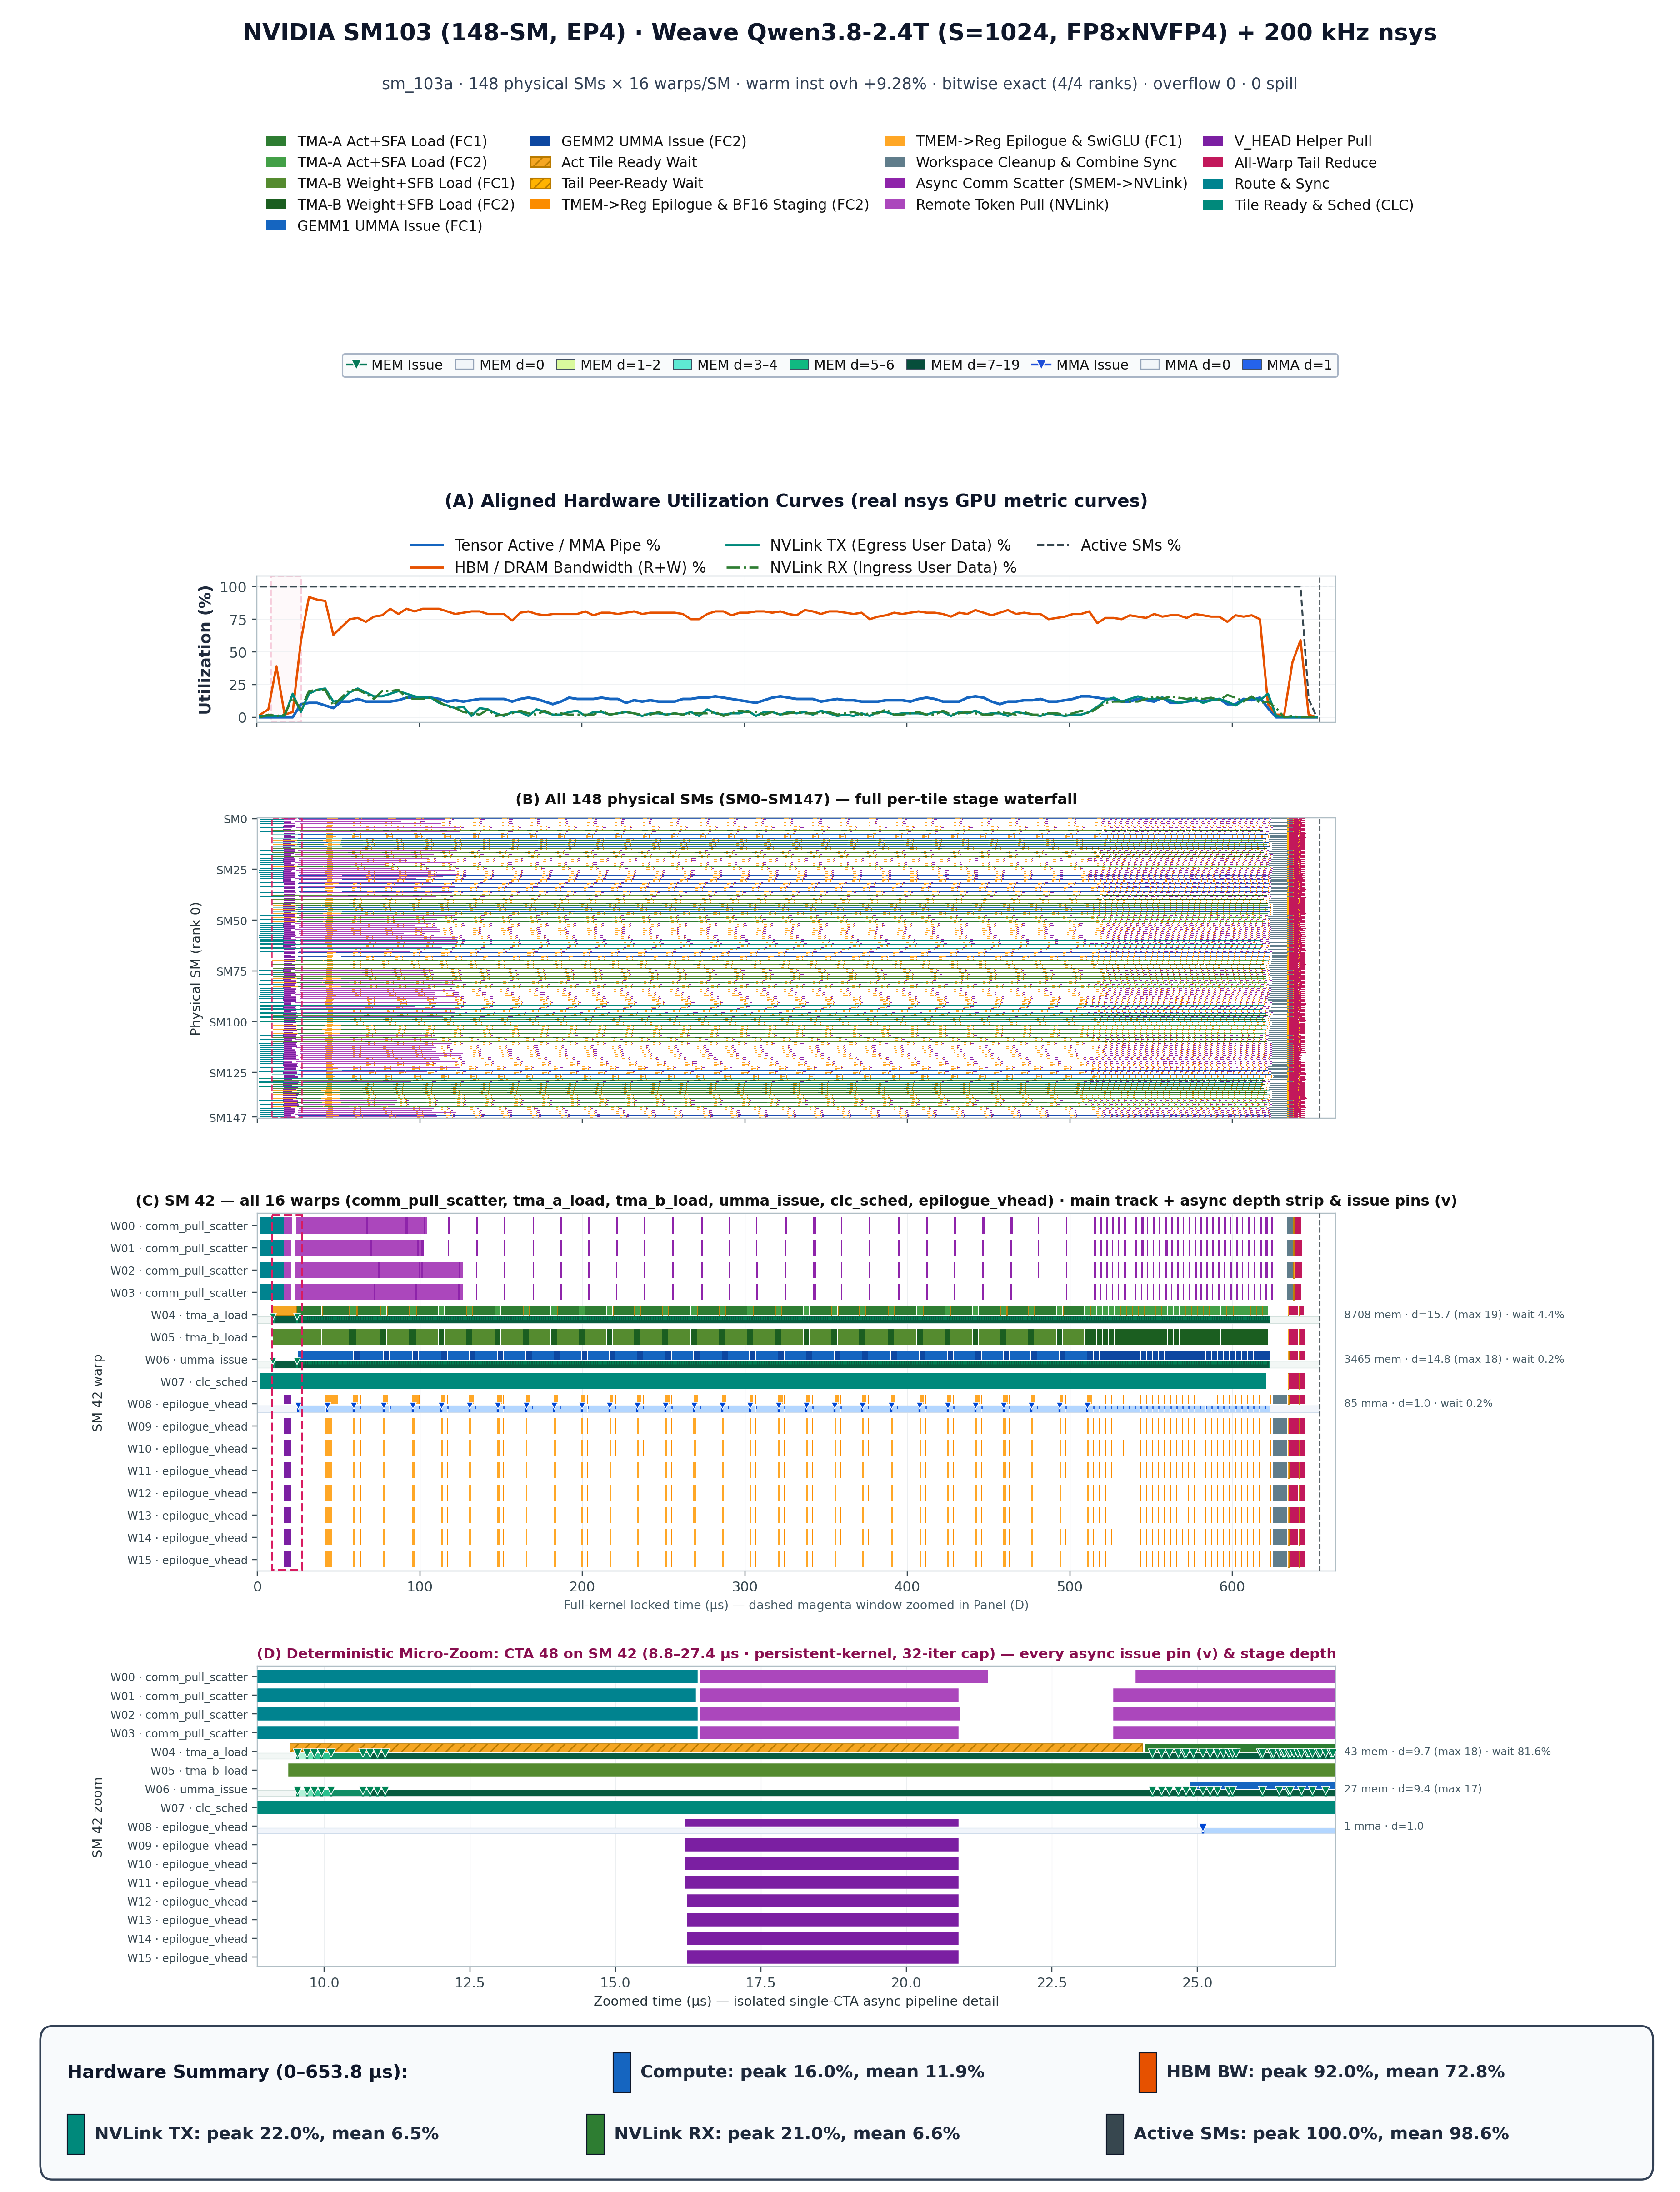 NVIDIA SM103 (148-SM, EP4) · Weave Qwen3.8-2.4T (S=1024, FP8xNVFP4) + 200 kHz nsys
sm_103a · 148 physical SMs × 16 warps/SM · warm inst ovh +9.28% · bitwise exact (4/4 ranks) · overflow 0 · 0 spill
TMA-A Act+SFA Load (FC1)
TMA-A Act+SFA Load (FC2)
TMA-B Weight+SFB Load (FC1)
TMA-B Weight+SFB Load (FC2)
GEMM1 UMMA Issue (FC1)
GEMM2 UMMA Issue (FC2)
Act Tile Ready Wait
Tail Peer-Ready Wait
TMEM->Reg Epilogue & BF16 Staging (FC2)
TMEM->Reg Epilogue & SwiGLU (FC1)
Workspace Cleanup & Combine Sync
Async Comm Scatter (SMEM->NVLink)
Remote Token Pull (NVLink)
V_HEAD Helper Pull
All-Warp Tail Reduce
Route & Sync
Tile Ready & Sched (CLC)
MEM Issue MEM d=0 MEM d=1–2 MEM d=3–4 MEM d=5–6 MEM d=7–19 MMA Issue MMA d=0 MMA d=1
(A) Aligned Hardware Utilization Curves (real nsys GPU metric curves)
Tensor Active / MMA Pipe %
HBM / DRAM Bandwidth (R+W) %
NVLink TX (Egress User Data) %
NVLink RX (Ingress User Data) %
Active SMs %
Utilization (%)
100
75
50
25
0
(B) All 148 physical SMs (SM0–SM147) — full per-tile stage waterfall
Physical SM (rank 0)
SM0
SM25
SM50
SM75
SM100
SM125
SM147
(C) SM 42 — all 16 warps (comm_pull_scatter, tma_a_load, tma_b_load, umma_issue, clc_sched, epilogue_vhead) · main track + async depth strip & issue pins (v)
SM 42 warp
W00 · comm_pull_scatter
W01 · comm_pull_scatter
W02 · comm_pull_scatter
W03 · comm_pull_scatter
W04 · tma_a_load
8708 mem · d=15.7 (max 19) · wait 4.4%
W05 · tma_b_load
W06 · umma_issue
3465 mem · d=14.8 (max 18) · wait 0.2%
W07 · clc_sched
W08 · epilogue_vhead
85 mma · d=1.0 · wait 0.2%
W09 · epilogue_vhead
W10 · epilogue_vhead
W11 · epilogue_vhead
W12 · epilogue_vhead
W13 · epilogue_vhead
W14 · epilogue_vhead
W15 · epilogue_vhead
0 100 200 300 400 500 600
Full-kernel locked time (µs) — dashed magenta window zoomed in Panel (D)
(D) Deterministic Micro-Zoom: CTA 48 on SM 42 (8.8–27.4 µs · persistent-kernel, 32-iter cap) — every async issue pin (v) & stage depth
SM 42 zoom
W00 · comm_pull_scatter
W01 · comm_pull_scatter
W02 · comm_pull_scatter
W03 · comm_pull_scatter
W04 · tma_a_load
43 mem · d=9.7 (max 18) · wait 81.6%
W05 · tma_b_load
W06 · umma_issue
27 mem · d=9.4 (max 17)
W07 · clc_sched
W08 · epilogue_vhead
1 mma · d=1.0
W09 · epilogue_vhead
W10 · epilogue_vhead
W11 · epilogue_vhead
W12 · epilogue_vhead
W13 · epilogue_vhead
W14 · epilogue_vhead
W15 · epilogue_vhead
10.0 12.5 15.0 17.5 20.0 22.5 25.0
Zoomed time (µs) — isolated single-CTA async pipeline detail
Hardware Summary (0–653.8 µs):
Compute: peak 16.0%, mean 11.9%
HBM BW: peak 92.0%, mean 72.8%
NVLink TX: peak 22.0%, mean 6.5%
NVLink RX: peak 21.0%, mean 6.6%
Active SMs: peak 100.0%, mean 98.6%